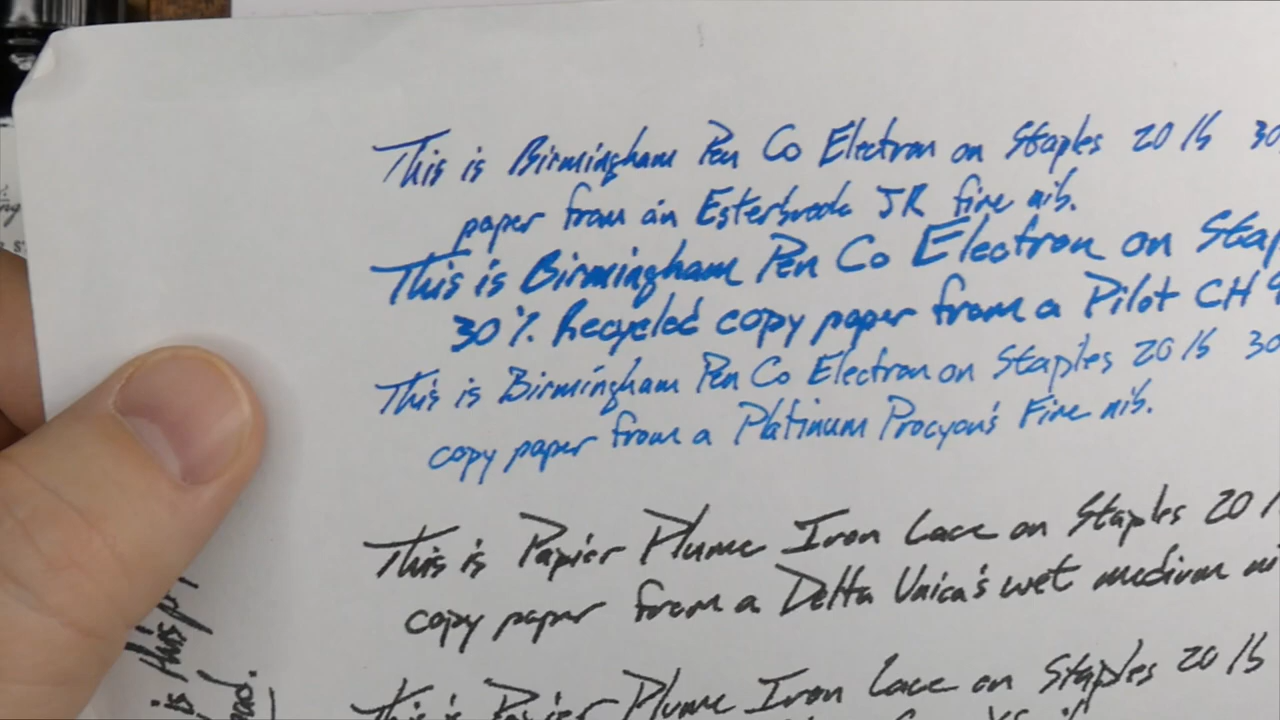 This is Birmingham Pen Co Electron on Staples 20 lb 30
paper from an Esterbrook JR fine nib.
This is Birmingham Pen Co Electron on Stap
30% Recycled copy paper from a Pilot CH 9
This is Birmingham Pen Co Electron on Staples 20 lb 30
copy paper from a Platinum Procyon's Fine nib.
This is Papier Plume Iron Lace on Staples 20 l
copy paper from a Delta Unica's wet medium ni
This is Papier Plume Iron Lace on Staples 20 lb
is this